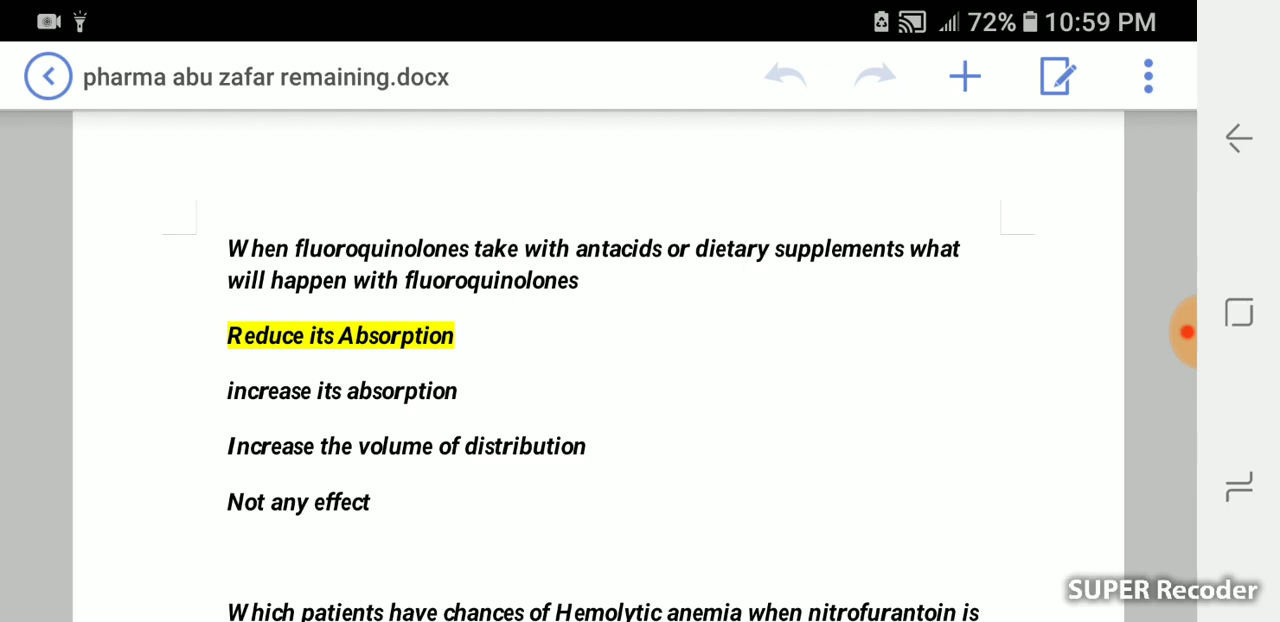 72% 10:59 PM
pharma abu zafar remaining.docx
When fluoroquinolones take with antacids or dietary supplements what
will happen with fluoroquinolones
Reduce its Absorption
increase its absorption
Increase the volume of distribution
Not any effect
Which patients have chances of Hemolytic anemia when nitrofurantoin is
SUPER Recoder